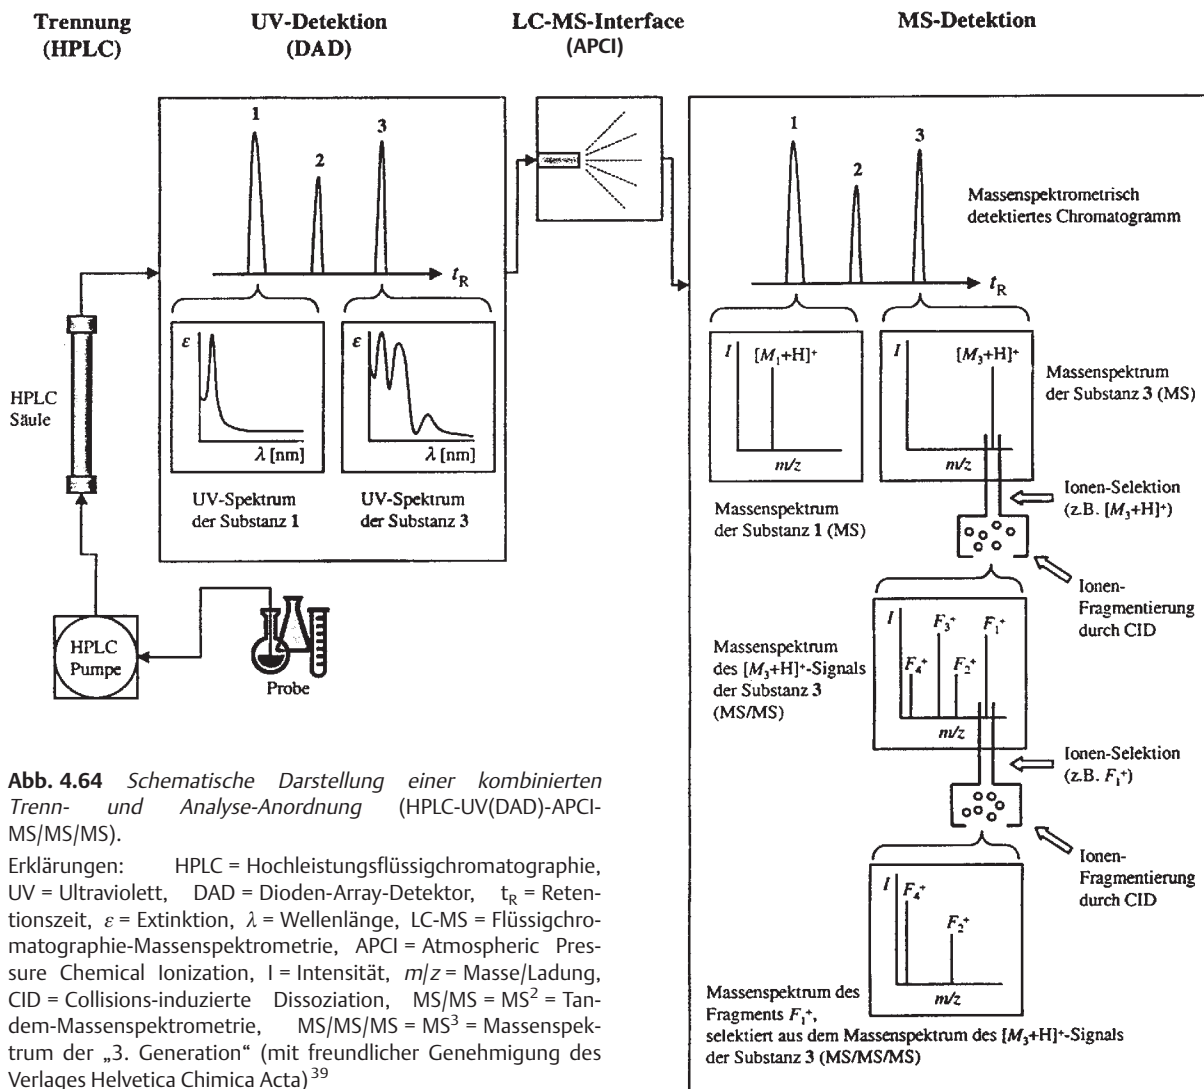 Trennung
(HPLC)
UV-Detektion
(DAD)
LC-MS-Interface
(APCI)
MS-Detektion
1
2
3
t_R
ε
λ [nm]
ε
λ [nm]
UV-Spektrum
der Substanz 1
UV-Spektrum
der Substanz 3
HPLC
Säule
HPLC
Pumpe
Probe
1
2
3
t_R
Massenspektrometrisch
detektiertes Chromatogramm
I
[M₁+H]⁺
m/z
I
[M₃+H]⁺
m/z
Massenspektrum
der Substanz 3 (MS)
Massenspektrum
der Substanz 1 (MS)
Ionen-Selektion
(z.B. [M₃+H]⁺)
Ionen-
Fragmentierung
durch CID
I
F₄⁺
F₃⁺
F₂⁺
F₁⁺
m/z
Massenspektrum
des [M₃+H]⁺-Signals
der Substanz 3
(MS/MS)
Ionen-Selektion
(z.B. F₁⁺)
Ionen-
Fragmentierung
durch CID
I
F₄⁺
F₂⁺
m/z
Massenspektrum des
Fragments F₁⁺,
selektiert aus dem Massenspektrum des [M₃+H]⁺-Signals
der Substanz 3 (MS/MS/MS)
Abb. 4.64 Schematische Darstellung einer kombinierten
Trenn- und Analyse-Anordnung (HPLC-UV(DAD)-APCI-
MS/MS/MS).
Erklärungen: HPLC = Hochleistungsflüssigchromatographie,
UV = Ultraviolett, DAD = Dioden-Array-Detektor, t_R = Reten-
tionszeit, ε = Extinktion, λ = Wellenlänge, LC-MS = Flüssigchro-
matographie-Massenspektrometrie, APCI = Atmospheric Pres-
sure Chemical Ionization, I = Intensität, m/z = Masse/Ladung,
CID = Collisions-induzierte Dissoziation, MS/MS = MS² = Tan-
dem-Massenspektrometrie, MS/MS/MS = MS³ = Massenspek-
trum der „3. Generation“ (mit freundlicher Genehmigung des
Verlages Helvetica Chimica Acta)³⁹